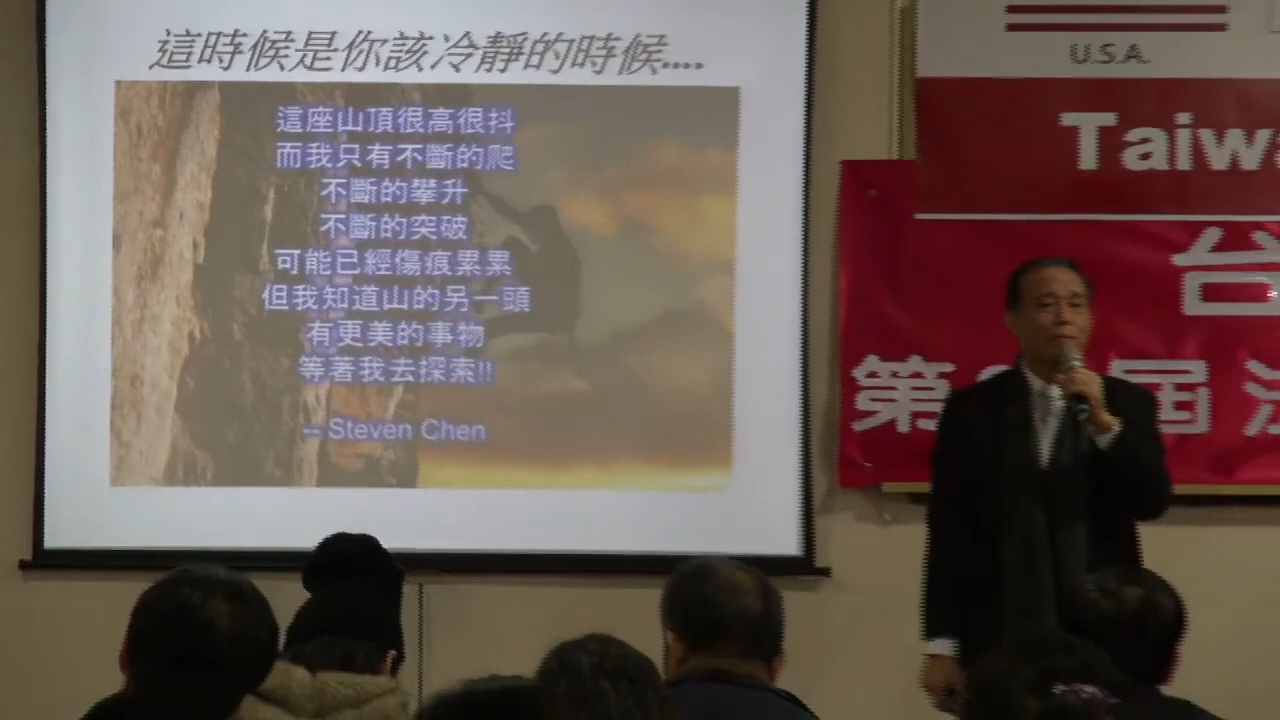 這時候是你該冷靜的時候....
這座山頂很高很抖
而我只有不斷的爬
不斷的攀升
不斷的突破
可能已經傷痕累累
但我知道山的另一頭
有更美的事物
等著我去探索!!
-- Steven Chen
U.S.A.
Taiwa
台
第
屆